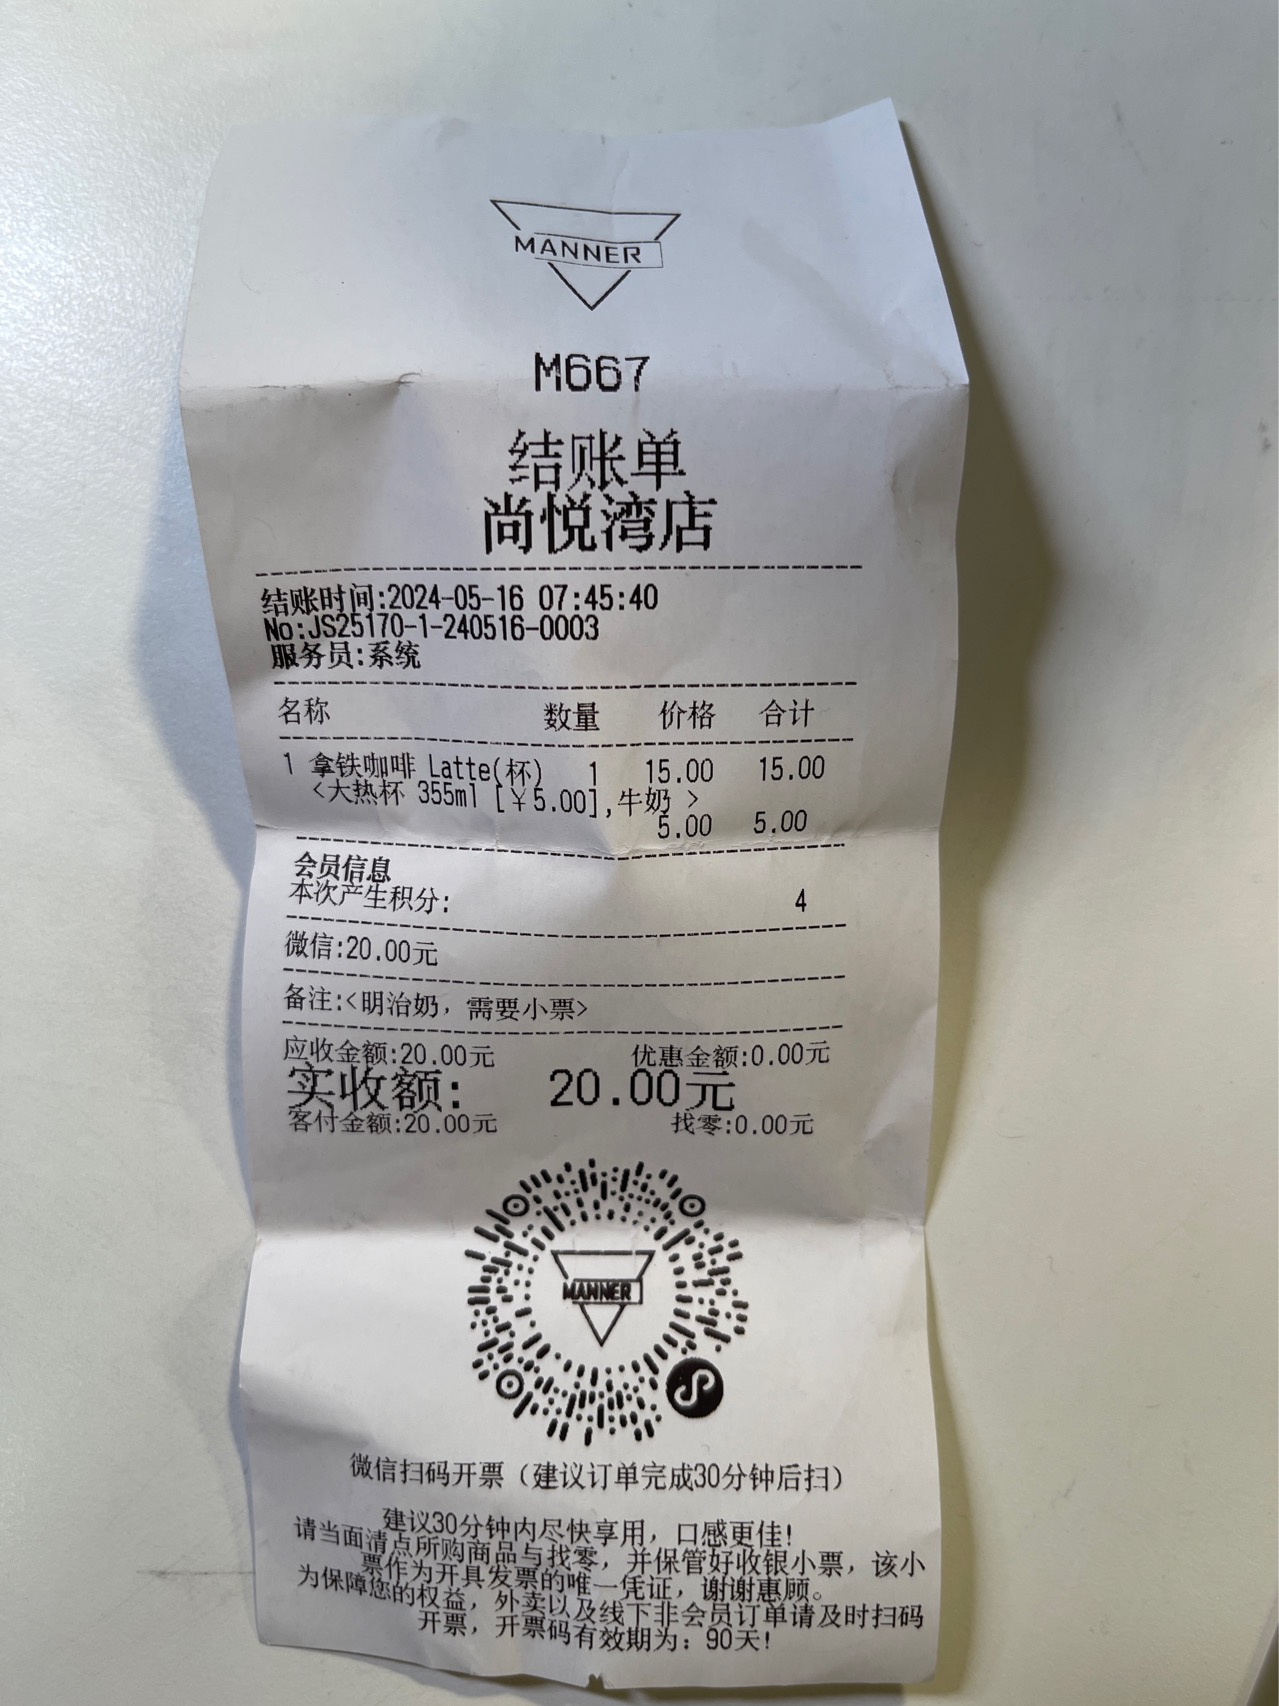 MANNER
M667
结账单
尚悦湾店
结账时间:2024-05-16 07:45:40
No:JS25170-1-240516-0003
服务员:系统
名称 数量 价格 合计
1 拿铁咖啡 Latte(杯) 1 15.00 15.00
<大热杯 355ml [￥5.00],牛奶 >
5.00 5.00
会员信息
本次产生积分: 4
微信:20.00元
备注:<明治奶，需要小票>
应收金额:20.00元 优惠金额:0.00元
实收额: 20.00元
客付金额:20.00元 找零:0.00元
MANNER
微信扫码开票（建议订单完成30分钟后扫）
建议30分钟内尽快享用，口感更佳!
请当面清点所购商品与找零，并保管好收银小票，该小
票作为开具发票的唯一凭证，谢谢惠顾。
为保障您的权益，外卖以及线下非会员订单请及时扫码
开票，开票码有效期为：90天!